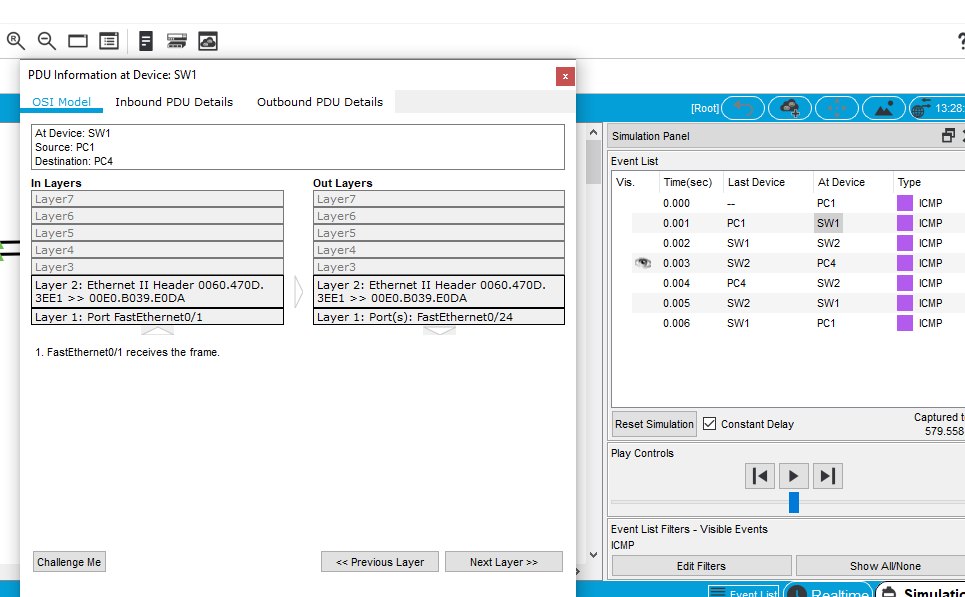 ?
PDU Information at Device: SW1
x
OSI Model
Inbound PDU Details
Outbound PDU Details
At Device: SW1
Source: PC1
Destination: PC4
In Layers
Layer7
Layer6
Layer5
Layer4
Layer3
Layer 2: Ethernet II Header 0060.470D.
3EE1 >> 00E0.B039.E0DA
Layer 1: Port FastEthernet0/1
Out Layers
Layer7
Layer6
Layer5
Layer4
Layer3
Layer 2: Ethernet II Header 0060.470D.
3EE1 >> 00E0.B039.E0DA
Layer 1: Port(s): FastEthernet0/24
1. FastEthernet0/1 receives the frame.
Challenge Me
<< Previous Layer
Next Layer >>
[Root]
13:28:
Simulation Panel
Event List
Vis. Time(sec) Last Device At Device Type
0.000 -- PC1 ICMP
0.001 PC1 SW1 ICMP
0.002 SW1 SW2 ICMP
0.003 SW2 PC4 ICMP
0.004 PC4 SW2 ICMP
0.005 SW2 SW1 ICMP
0.006 SW1 PC1 ICMP
Reset Simulation
Constant Delay
Captured t
579.558
Play Controls
Event List Filters - Visible Events
ICMP
Edit Filters
Show All/None
Event List
Realtime
Simulatio